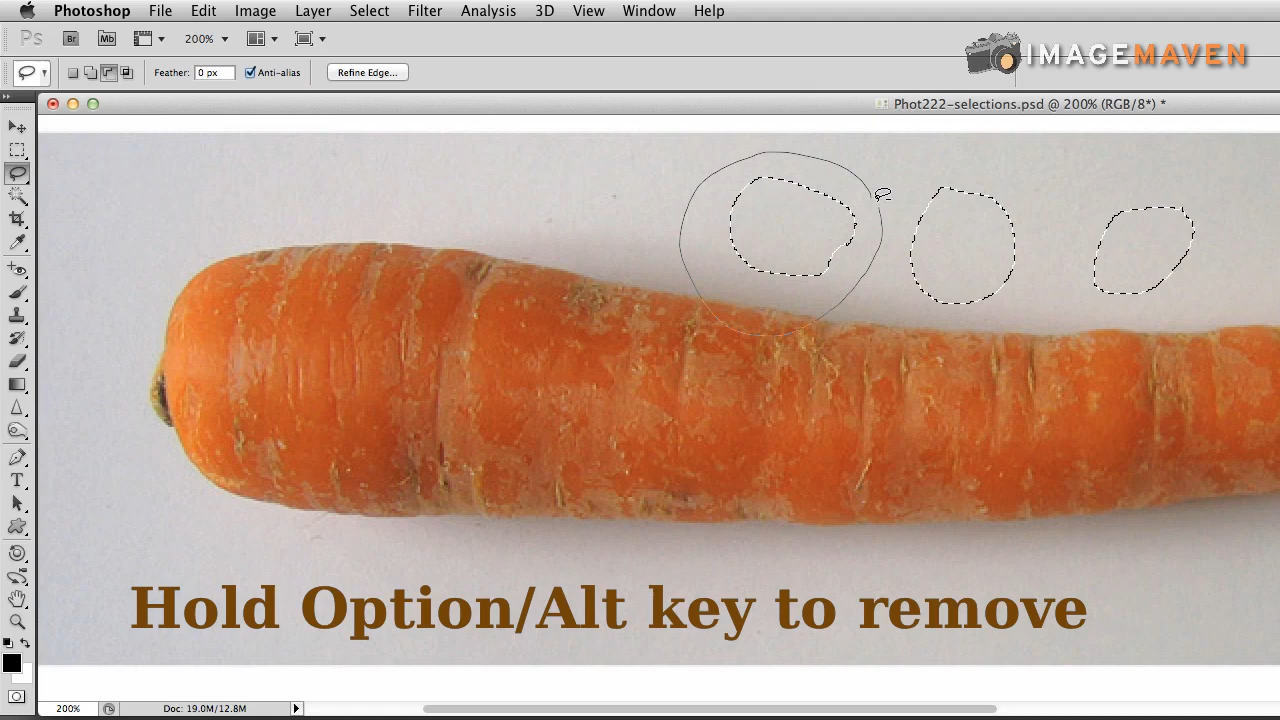 Photoshop File Edit Image Layer Select Filter Analysis 3D View Window Help
Ps Br Mb 200%
IMAGEMAVEN
Feather: 0 px Anti-alias Refine Edge...
Phot222-selections.psd @ 200% (RGB/8*) *
T
Hold Option/Alt key to remove
200% Doc: 19.0M/12.8M